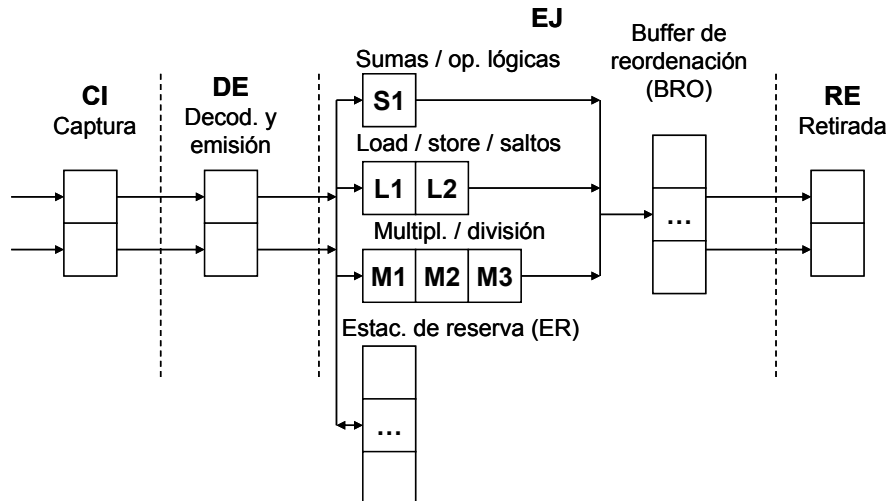 EJ
CI
Captura
DE
Decod. y
emisión
Sumas / op. lógicas
S1
Load / store / saltos
L1 L2
Multipl. / división
M1 M2 M3
Estac. de reserva (ER)
...
Buffer de
reordenación
(BRO)
...
RE
Retirada